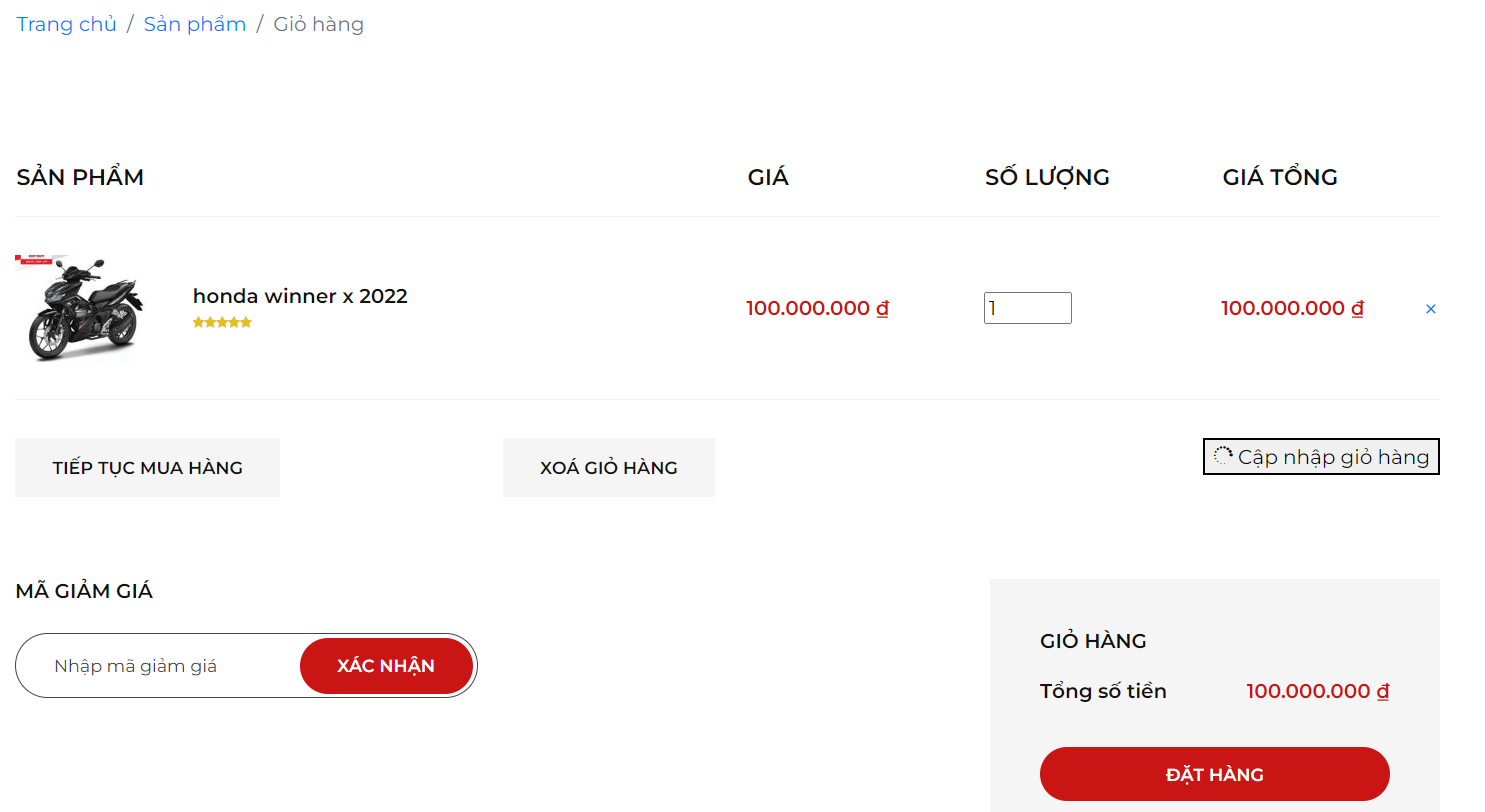 Trang chủ / Sản phẩm / Giỏ hàng
SẢN PHẨM GIÁ SỐ LƯỢNG GIÁ TỔNG
honda winner x 2022
100.000.000 ₫ 1 100.000.000 ₫ ×
TIẾP TỤC MUA HÀNG XOÁ GIỎ HÀNG Cập nhập giỏ hàng
MÃ GIẢM GIÁ
Nhập mã giảm giá XÁC NHẬN
GIỎ HÀNG
Tổng số tiền 100.000.000 ₫
ĐẶT HÀNG